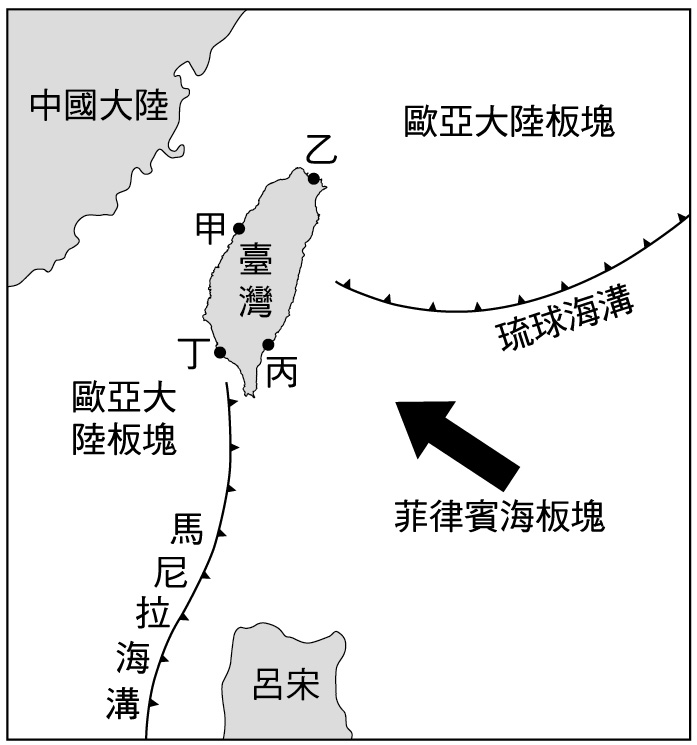 中國大陸
歐亞大陸板塊
乙
甲
臺
灣
琉球海溝
丁
丙
歐亞大
陸板塊
菲律賓海板塊
馬
尼
拉
海
溝
呂宋